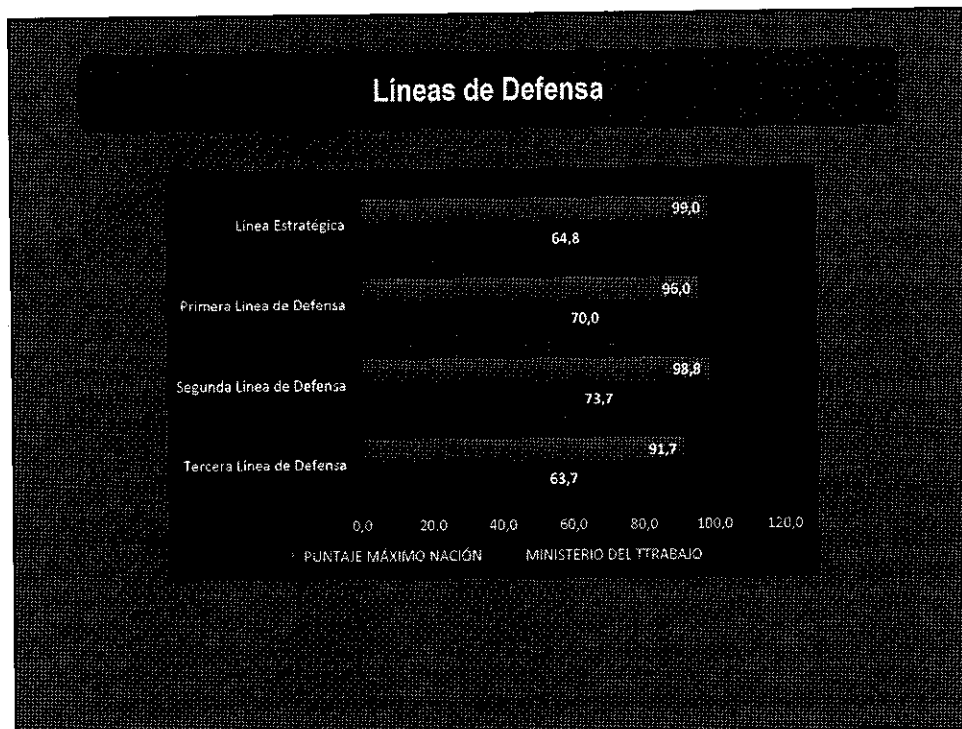 Líneas de Defensa
99,0
Línea Estratégica
64,8
96,0
Primera Línea de Defensa
70,0
98,8
Segunda Línea de Defensa
73,7
91,7
Tercera Línea de Defensa
63,7
0,0 20,0 40,0 60,0 80,0 100,0 120,0
PUNTAJE MÁXIMO NACIÓN MINISTERIO DEL TTRABAJO